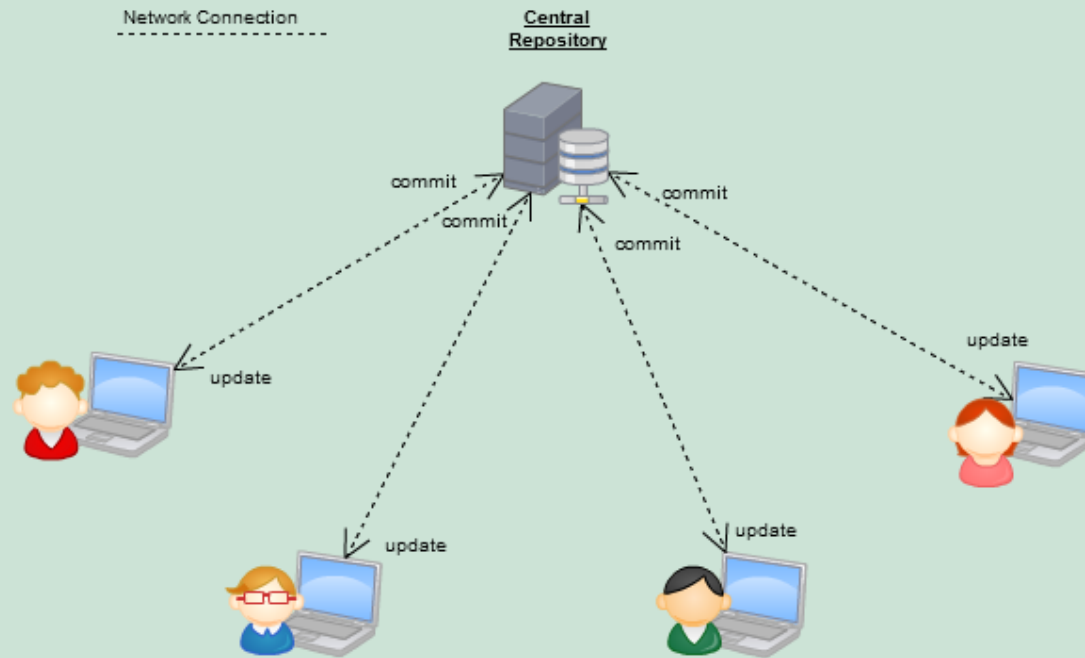 Network Connection
Central
Repository
commit
commit
commit
commit
update
update
update
update